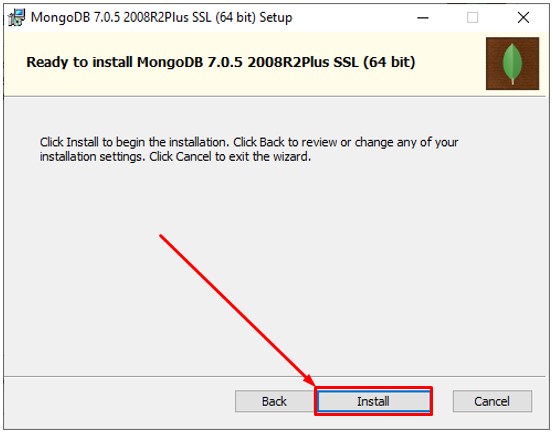 MongoDB 7.0.5 2008R2Plus SSL (64 bit) Setup
Ready to install MongoDB 7.0.5 2008R2Plus SSL (64 bit)
Click Install to begin the installation. Click Back to review or change any of your
installation settings. Click Cancel to exit the wizard.
Back
Install
Cancel